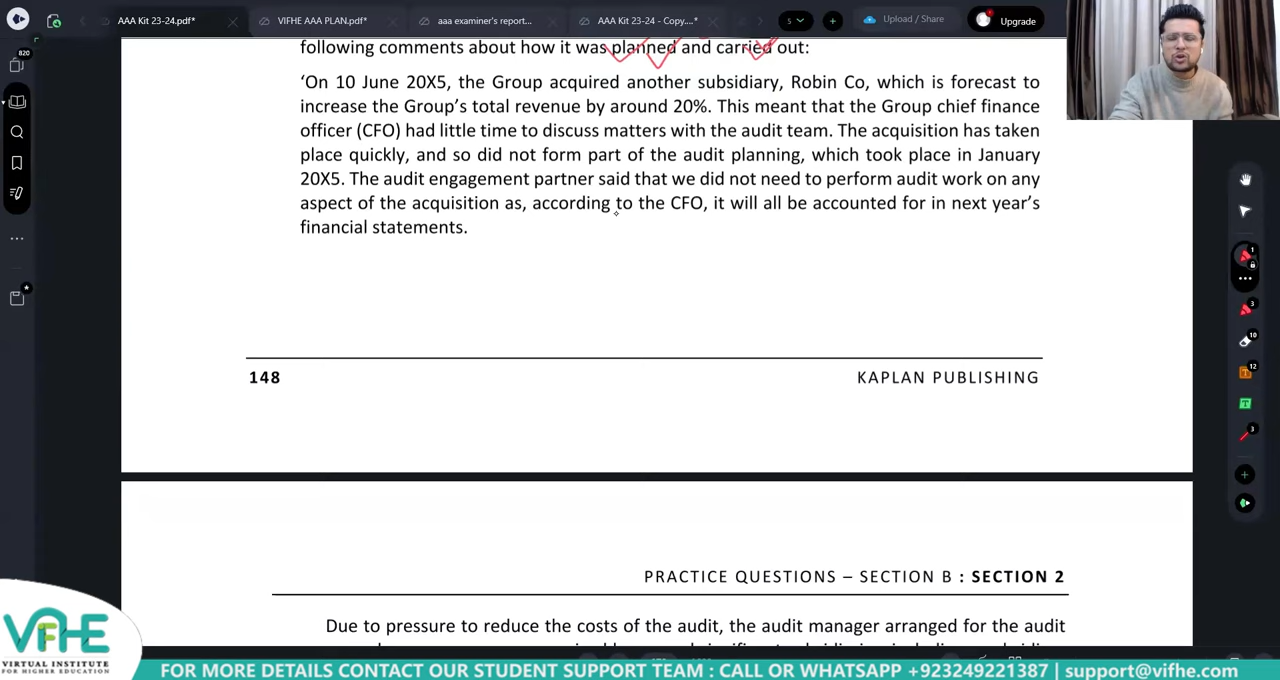 AAA Kit 23-24.pdf*
VIFHE AAA PLAN.pdf*
aaa examiner's report...
AAA Kit 23-24 - Copy....*
5
Upload / Share
Upgrade
820
following comments about how it was planned and carried out:
‘On 10 June 20X5, the Group acquired another subsidiary, Robin Co, which is forecast to
increase the Group’s total revenue by around 20%. This meant that the Group chief finance
officer (CFO) had little time to discuss matters with the audit team. The acquisition has taken
place quickly, and so did not form part of the audit planning, which took place in January
20X5. The audit engagement partner said that we did not need to perform audit work on any
aspect of the acquisition as, according to the CFO, it will all be accounted for in next year’s
financial statements.
148
KAPLAN PUBLISHING
PRACTICE QUESTIONS – SECTION B : SECTION 2
Due to pressure to reduce the costs of the audit, the audit manager arranged for the audit
1
3
10
12
T
3
VIFHE
VIRTUAL INSTITUTE
FOR HIGHER EDUCATION
FOR MORE DETAILS CONTACT OUR STUDENT SUPPORT TEAM : CALL OR WHATSAPP +923249221387 | support@vifhe.com